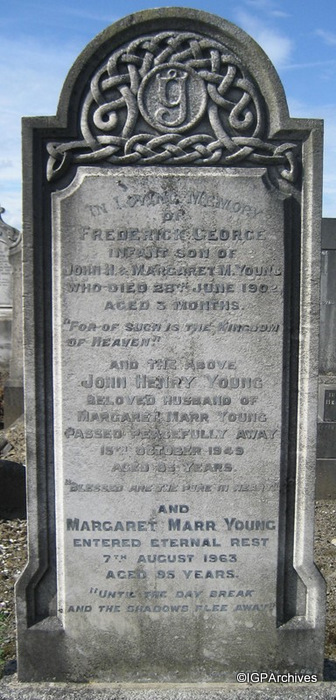 IN LOVING MEMORY
OF
FREDERICK GEORGE
INFANT SON OF
JOHN H. & MARGARET M. YOUNG
WHO DIED 28TH JUNE 1902
AGED 3 MONTHS.
"FOR OF SUCH IS THE KINGDOM
OF HEAVEN."
AND THE ABOVE
JOHN HENRY YOUNG
BELOVED HUSBAND OF
MARGARET MARR YOUNG
PASSED PEACEFULLY AWAY
OCTOBER 1949
AGED YEARS.
"BLESSED ARE THE PURE IN HEART"
AND
MARGARET MARR YOUNG
ENTERED ETERNAL REST
7TH AUGUST 1963
AGED 95 YEARS.
"UNTIL THE DAY BREAK
AND THE SHADOWS FLEE AWAY"
©IGPArchives